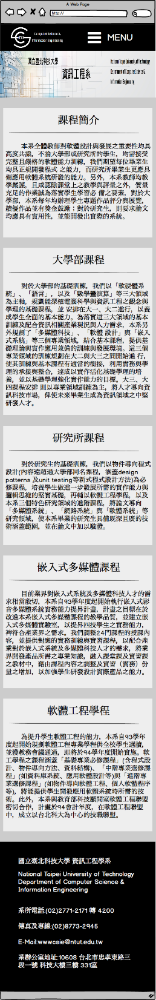 A Web Page
http://
Computer Science &
Information Engineering
MENU
國立臺北科技大學
資訊工程系
National Taipei University of Technology
Department of Computer Science &
Information Engineering
課程簡介
本系全體教師對軟體設計與發展之重要性均具
高度共識，不論大學部或研究所的學生，均需接受
完整且嚴格的軟體能力訓練，我們期望每位畢業生
均具正規開發程式 之能力，而研究所畢業生更應具
備應用軟體系統研發的能力。另外，本系教師均教
學嚴謹，且咸認除課堂上之教學與評量之外，質量
充足的作業誠為落實學生學習必 備之要素，對於大
學部，本系每年均辦理學生專題作品評分與展覽，
績優作品並有獎金鼓勵；對於研究生，則要求論文
均應具有實用性，並能開發出實際的系統。
大學部課程
對於大學部的基礎訓練，我們以「軟硬體系
統」、「語言」，以及「數學暨演算」等三大領域
為主軸，規劃能深植電腦科學與資訊工程之觀念與
學理的基礎課程，並 安排在大一、大二進行，以養
成學生全面的基本能力。為落實這三大領域的基本
訓練及配合資訊相關產業現況與人力需求，本系另
外規劃了「多媒體科技」、「軟體 設計」與「嵌入
式系統」等三個專業領域，結合基本課程，提供基
礎理論與實作應用兼備的訓練與發展環境。這三個
專業領域的訓練規劃在大二與大三之間開始進 行，
使其訓練與基本課程有適當的銜接，利用實務與學
理的承接與整合，達成以實作活化基礎學理的培
養，並以基礎學理強化實作能力的目標。大三、大
四課程安排 則以專業領域訓練為主，將人才導向資
訊科技市場，俾使未來畢業生成為資訊領域之中堅
研發人才。
研究所課程
對於研究生的基礎訓練，我們以物件導向程式
設計(內容遠超過大學部同名課程，涵蓋design
patterns 及unit testing等新式程式設計方法)為必
修課程，培養學生做進一步發展所需的實作能力與
邏輯思維的堅實基礎，再輔以軟體工程學程，以及
本系三個特色研究領域的進階課程，將論文導向
「多媒體系統」、「網路系統」與「軟體系統」等
研究領域，使本系畢業的研究生具備既深且廣的技
術涵蓋範圍，並在論文中加以驗證。
嵌入式多媒體課程
目前業界對嵌入式系統及多媒體科技人才的需
求相當殷切，本系自93學年度起開始執行嵌入式影
音多媒體系統實務能力提昇計畫，計畫之目標在於
改進本系嵌入式多媒體課程的教學品質，並建立嵌
入式多媒體實驗室，以提昇四技學生之實務能力，
裨符合產業界之需求。我們調整24門課程的授課內
容，並提供對應的實務訓練與實習課程，以配合產
業對於嵌入式系統及多媒體科技人才的需求，將業
界開發產品所需之專業知識，融入課堂課及實習課
之教材中，藉由課程內容之調整及實習（實務）份
量之增加，以加強學生研發設計實際產品之能力。
軟體工程學程
為提升學生軟體工程的能力，本系自93學年
度起開始規劃軟體工程專業學程供全校學生選讀，
並獲教務會議通過，即將於94學年度開始實施。軟
工學程之課程涵蓋「基礎專業必修課程」(含程式設
計、物件導向方法、資料結構)、「中階專業選修課
程」(如資料庫系統、應用軟體設計等)與「進階專
業選修課程」(如物件導向軟體工程、個人軟體程序
等)，將能提供學生開發應用軟體系統時所需的技
術。此外，本系與教育部科技顧問室軟體工程聯盟
密切合作，計畫於94會計年度，在軟體工程聯盟
中，成立以台北科大為中心的技職聯盟。
國立臺北科技大學 資訊工程學系
National Taipei University of Technology
Department of Computer Science &
Information Engineering
系所電話:(02)2771-2171 轉 4200
傳真及專線:(02)8773-2945
E-Mail:wwwcsie@ntut.edu.tw
系辦公室地址:10608 台北市忠孝東路三
段一號 科技大樓三樓 331室